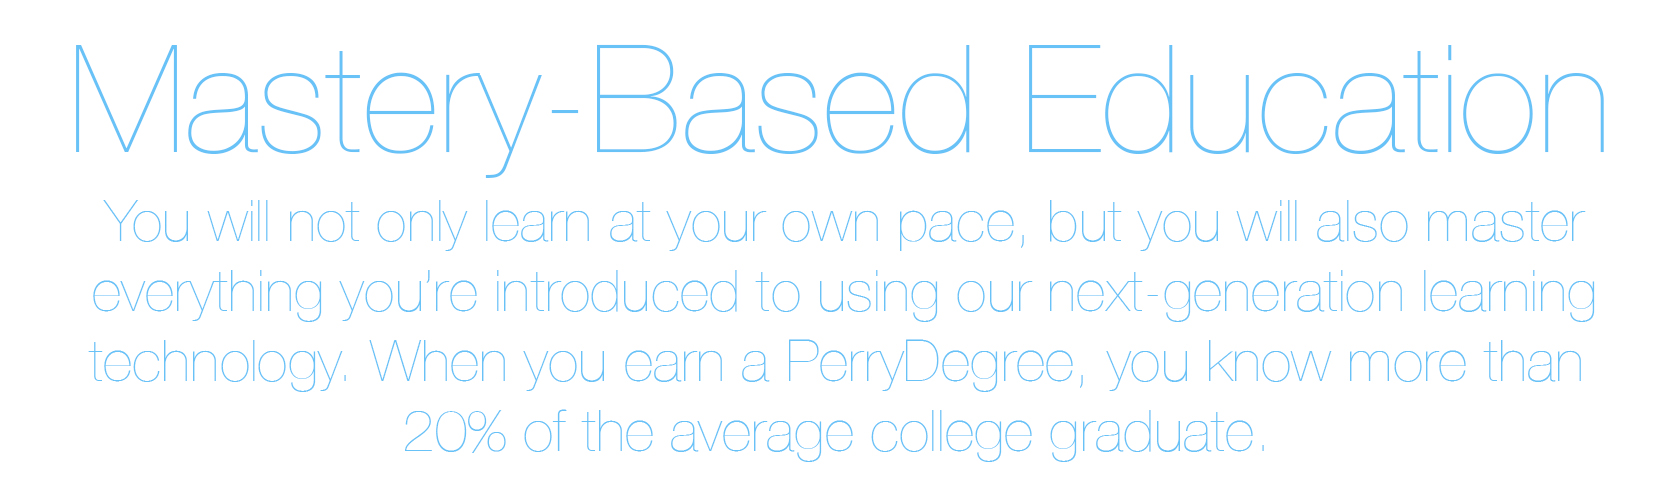 Mastery-Based Education
You will not only learn at your own pace, but you will also master
everything you’re introduced to using our next-generation learning
technology. When you earn a PerryDegree, you know more than
20% of the average college graduate.